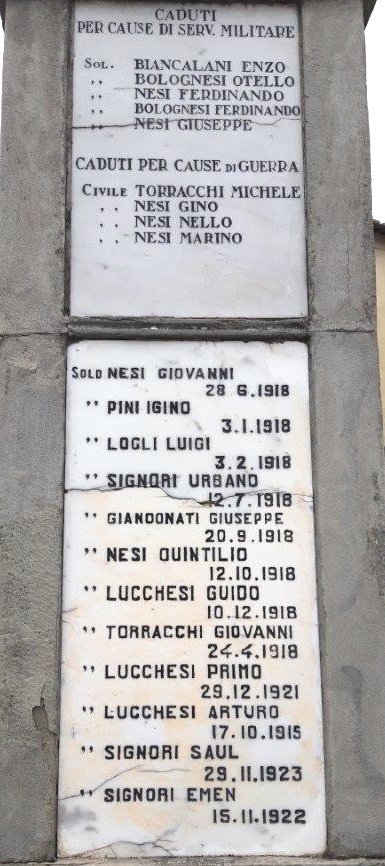 CADUTI
PER CAUSE DI SERV. MILITARE
SOL. BIANCALANI ENZO
,, BOLOGNESI OTELLO
,, NESI FERDINANDO
,, BOLOGNESI FERDINANDO
,, NESI GIUSEPPE
CADUTI PER CAUSE DI GUERRA
CIVILE TORRACCHI MICHELE
,, NESI GINO
,, NESI NELLO
,, NESI MARINO
SOLD NESI GIOVANNI
28 6.1918
" PINI IGINO
3.1.1918
" LOGLI LUIGI
3.2.1918
" SIGNORI URBANO
12.7.1918
" GIANDONATI GIUSEPPE
20.9.1918
" NESI QUINTILIO
12.10.1918
" LUCCHESI GUIDO
10.12.1918
" TORRACCHI GIOVANNI
24.4.1918
" LUCCHESI PRIMO
29.12.1921
" LUCCHESI ARTURO
17.10.1915
" SIGNORI SAUL
29.11.1923
" SIGNORI EMEN
15.11.1922